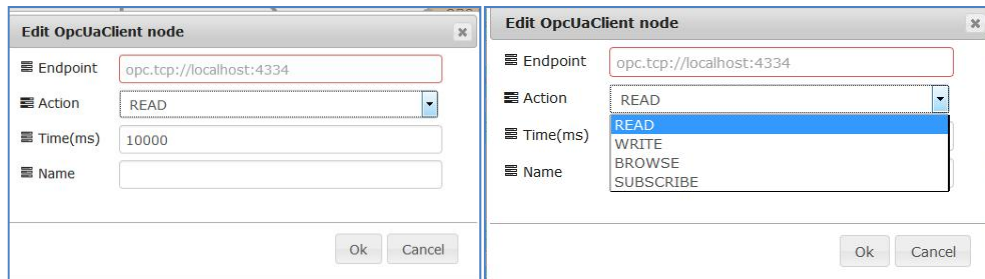 Edit OpcUaClient node
Endpoint opc.tcp://localhost:4334
Action READ
Time(ms) 10000
Name
Ok Cancel
Edit OpcUaClient node
Endpoint opc.tcp://localhost:4334
Action READ
READ
Time(ms)
WRITE
BROWSE
Name
SUBSCRIBE
Ok Cancel